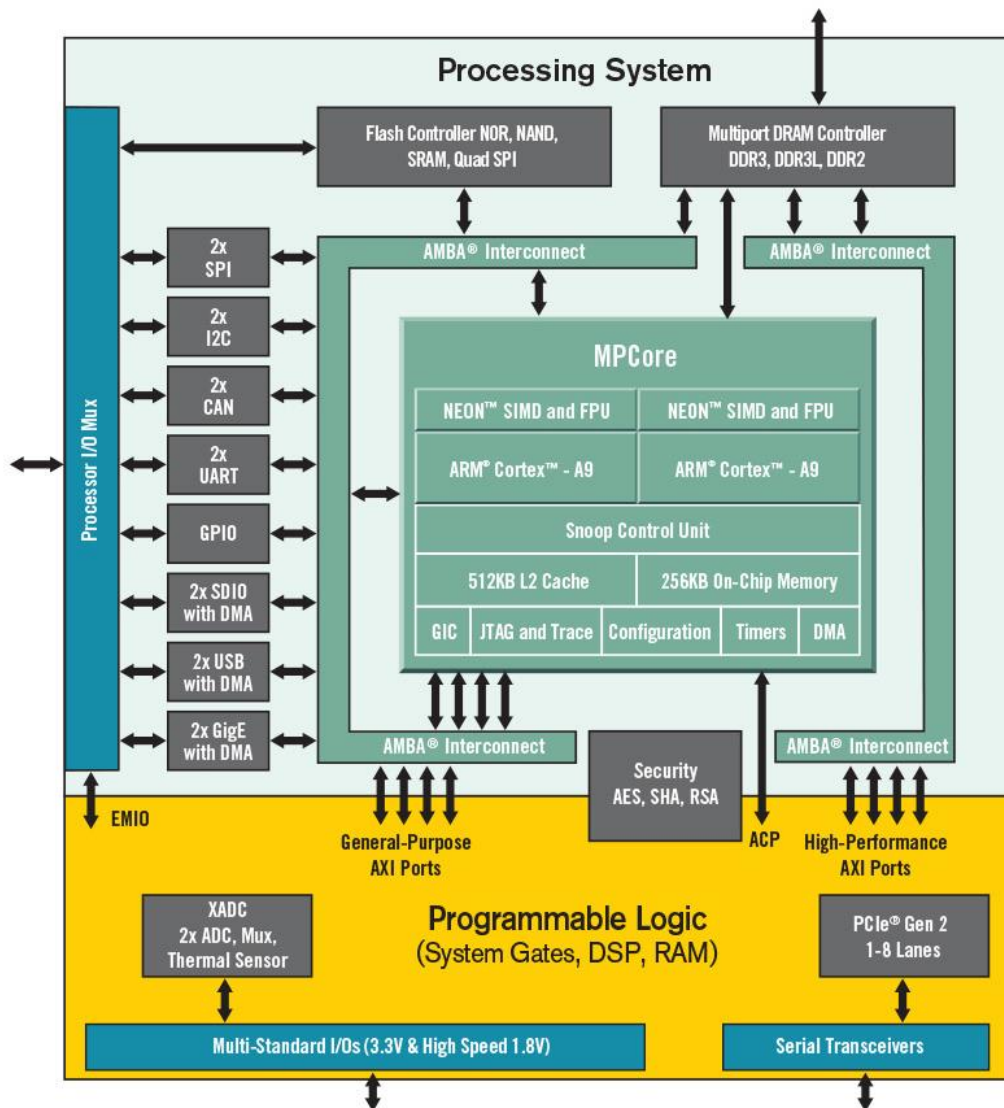 Processing System
Flash Controller NOR, NAND,
SRAM, Quad SPI
Multiport DRAM Controller
DDR3, DDR3L, DDR2
AMBA® Interconnect
AMBA® Interconnect
Processor I/O Mux
2x
SPI
2x
I2C
2x
CAN
2x
UART
GPIO
2x SDIO
with DMA
2x USB
with DMA
2x GigE
with DMA
MPCore
NEON™ SIMD and FPU
NEON™ SIMD and FPU
ARM® Cortex™ - A9
ARM® Cortex™ - A9
Snoop Control Unit
512KB L2 Cache
256KB On-Chip Memory
GIC
JTAG and Trace
Configuration
Timers
DMA
AMBA® Interconnect
AMBA® Interconnect
Security
AES, SHA, RSA
EMIO
General-Purpose
AXI Ports
ACP
High-Performance
AXI Ports
XADC
2x ADC, Mux,
Thermal Sensor
Programmable Logic
(System Gates, DSP, RAM)
PCIe® Gen 2
1-8 Lanes
Multi-Standard I/Os (3.3V & High Speed 1.8V)
Serial Transceivers